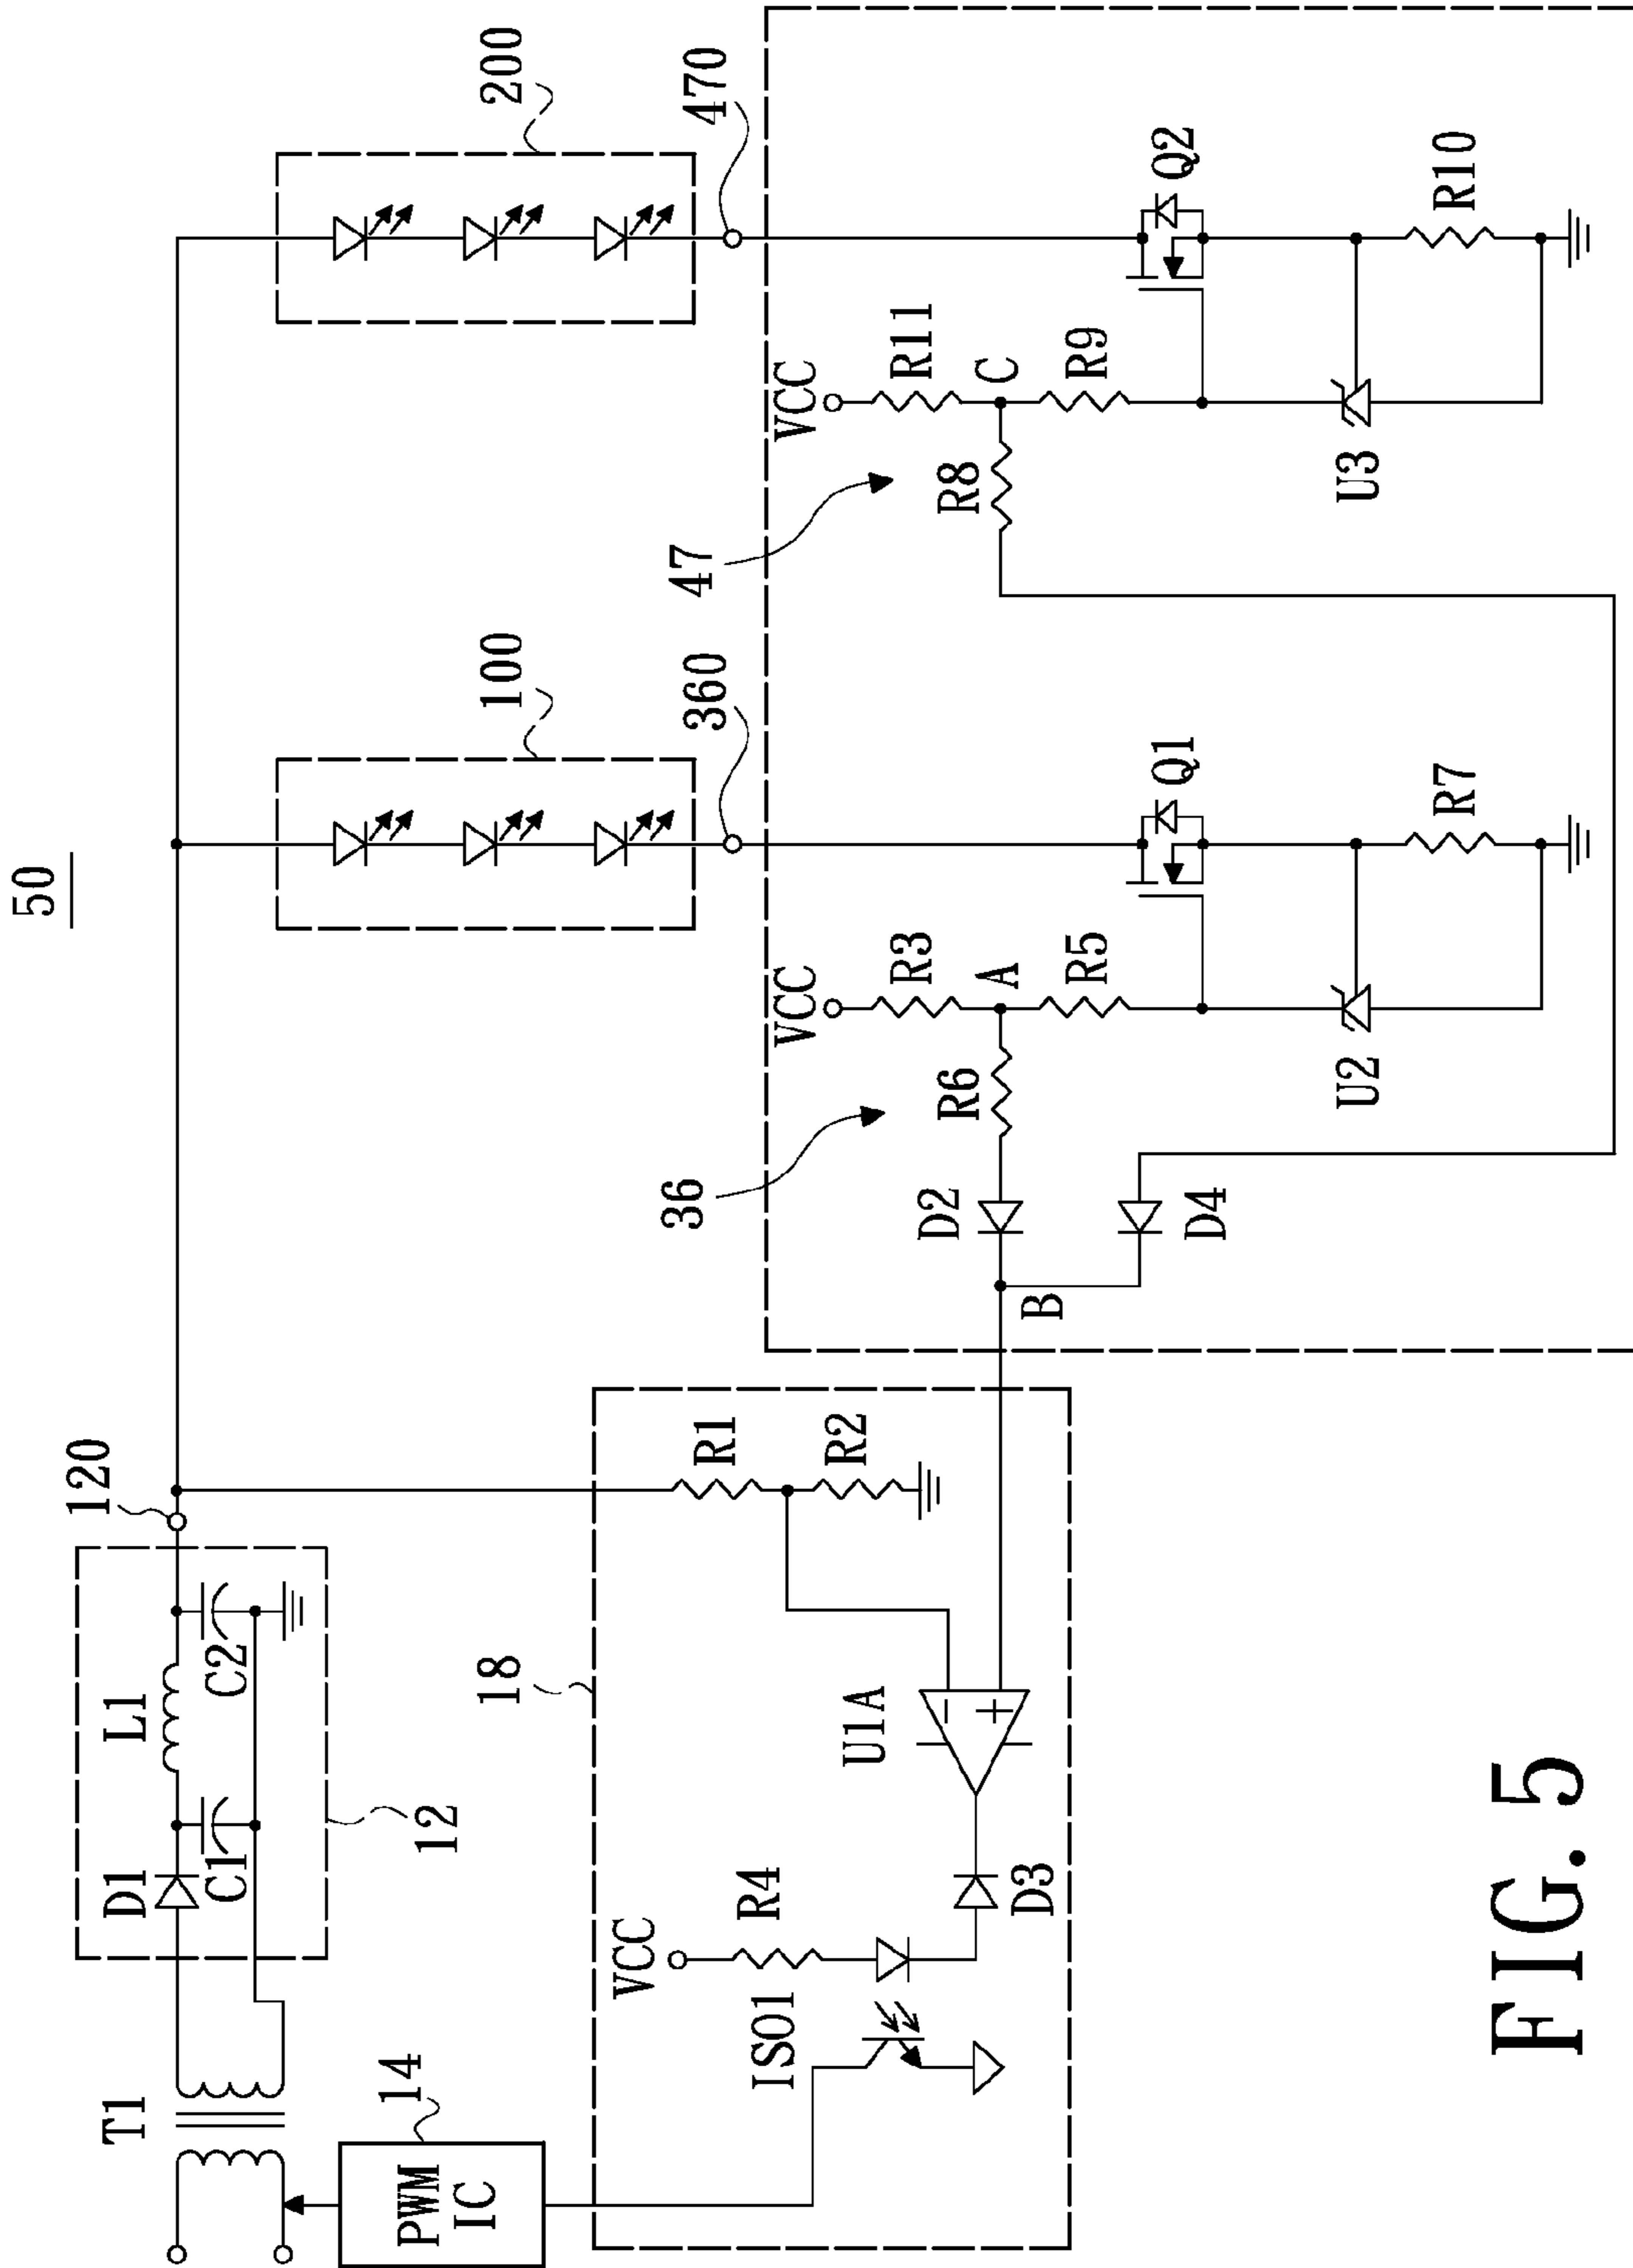 50
T1
D1
L1
C1
C2
12
120
100
200
PWM
IC
14
18
VCC
R4
ISO1
D3
U1A
−
+
R1
R2
360
470
36
47
VCC
R3
A
R5
R6
D2
B
D4
Q1
R7
U2
VCC
R11
C
R9
R8
Q2
R10
U3
FIG. 5